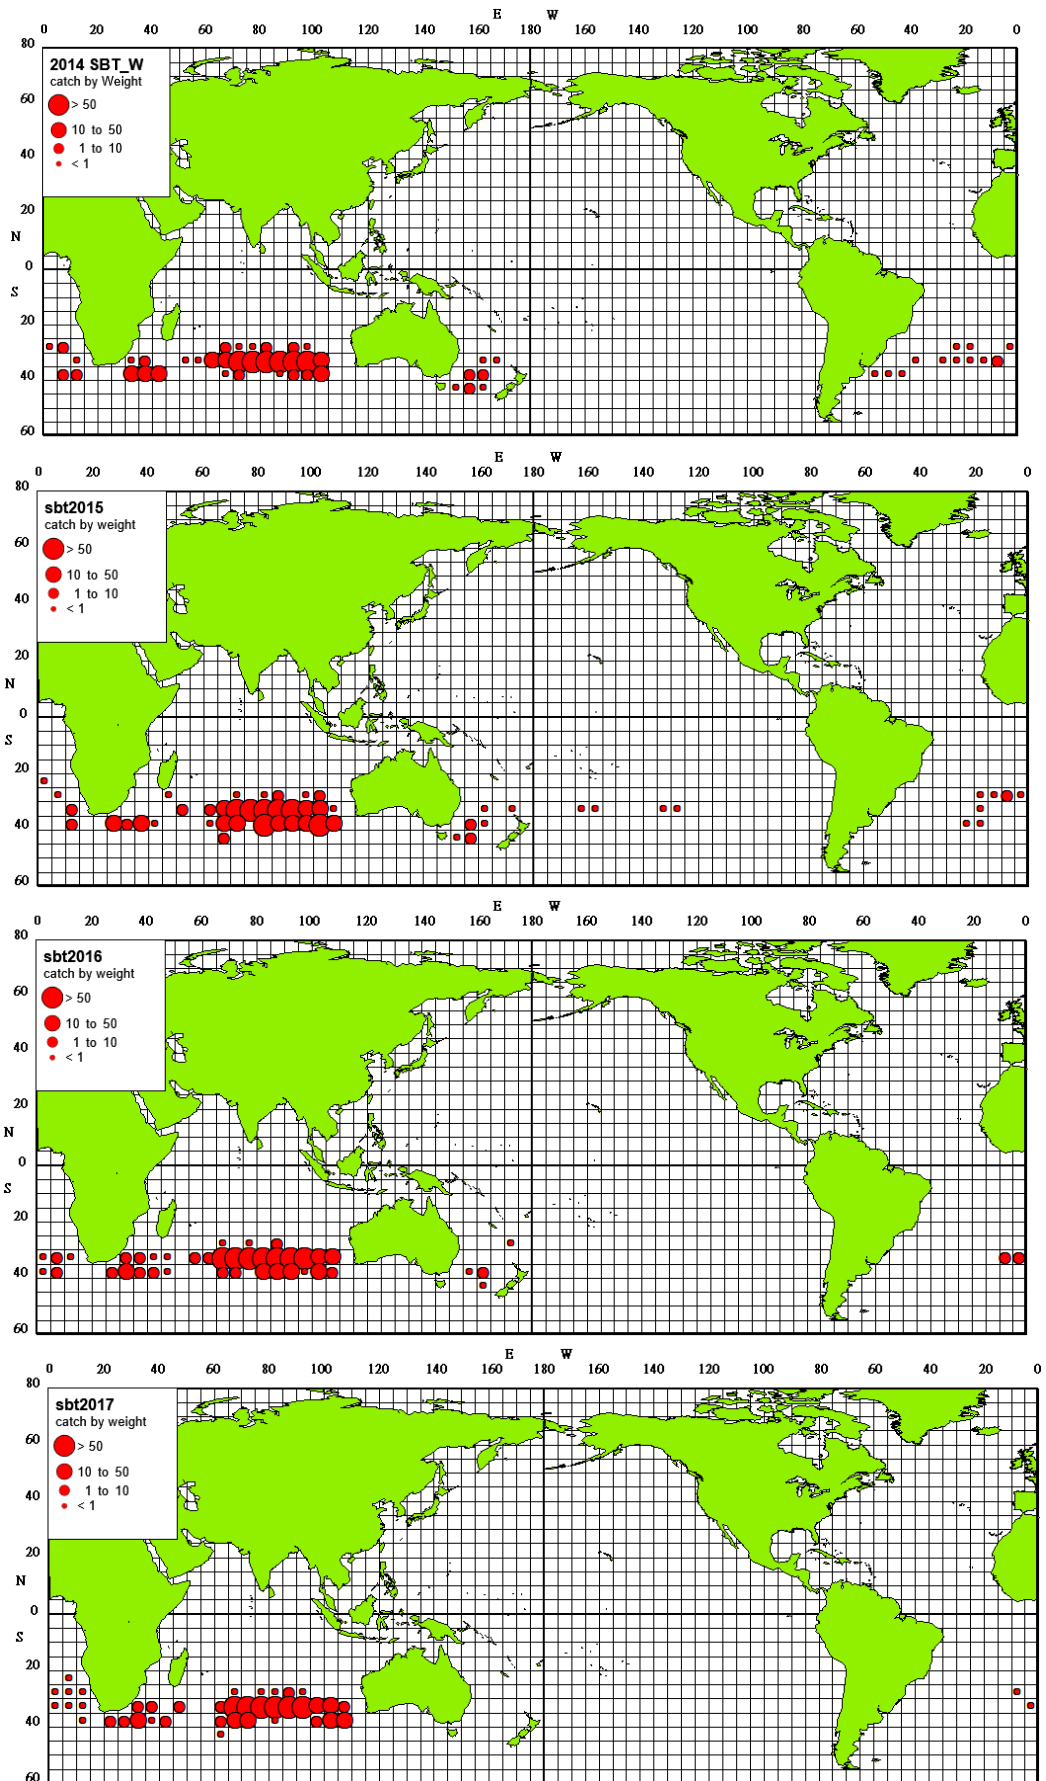 E W
80 0 20 40 60 80 100 120 140 160 180 160 140 120 100 80 60 40 20 0
2014 SBT_W
catch by Weight
> 50
10 to 50
1 to 10
< 1
60
40
20
N
0
S
20
40
60
E W
0 20 40 60 80 100 120 140 160 180 160 140 120 100 80 60 40 20 0
80
sbt2015
catch by weight
> 50
10 to 50
1 to 10
< 1
60
40
20
N
0
S
20
40
60
E W
0 20 40 60 80 100 120 140 160 180 160 140 120 100 80 60 40 20 0
80
sbt2016
catch by weight
> 50
10 to 50
1 to 10
< 1
60
40
20
N
0
S
20
40
60
E W
0 20 40 60 80 100 120 140 160 180 160 140 120 100 80 60 40 20 0
80
sbt2017
catch by weight
> 50
10 to 50
1 to 10
< 1
60
40
20
N
0
S
20
40
60